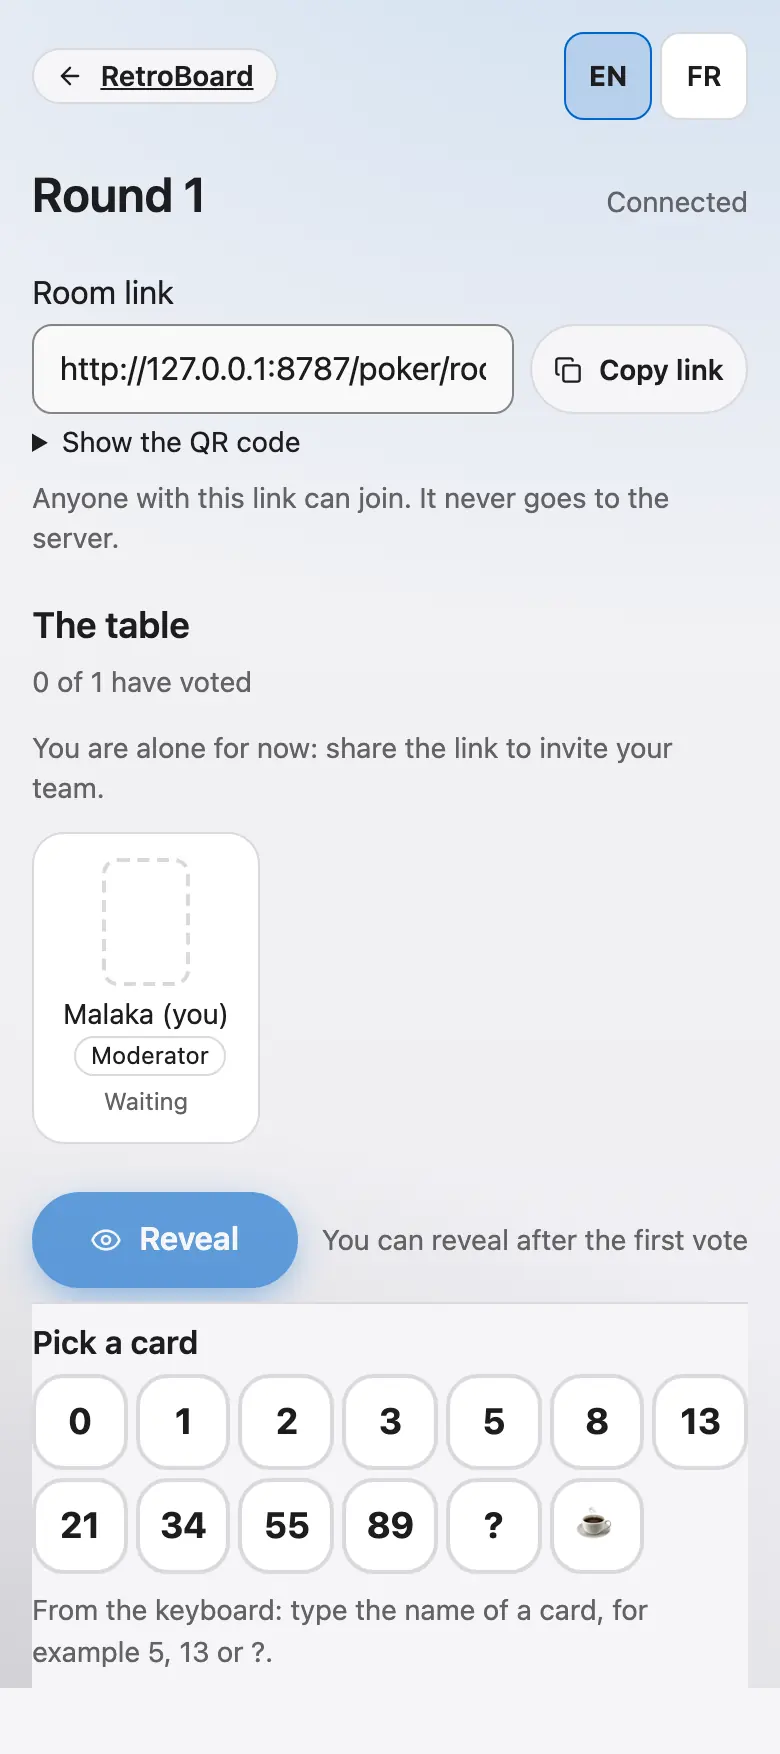 RetroBoard
EN
FR
Round 1
Connected
Room link
http://127.0.0.1:8787/poker/roo
Copy link
Show the QR code
Anyone with this link can join. It never goes to the
server.
The table
0 of 1 have voted
You are alone for now: share the link to invite your
team.
Malaka (you)
Moderator
Waiting
Reveal
You can reveal after the first vote
Pick a card
0 1 2 3 5 8 13
21 34 55 89 ?
From the keyboard: type the name of a card, for
example 5, 13 or ?.